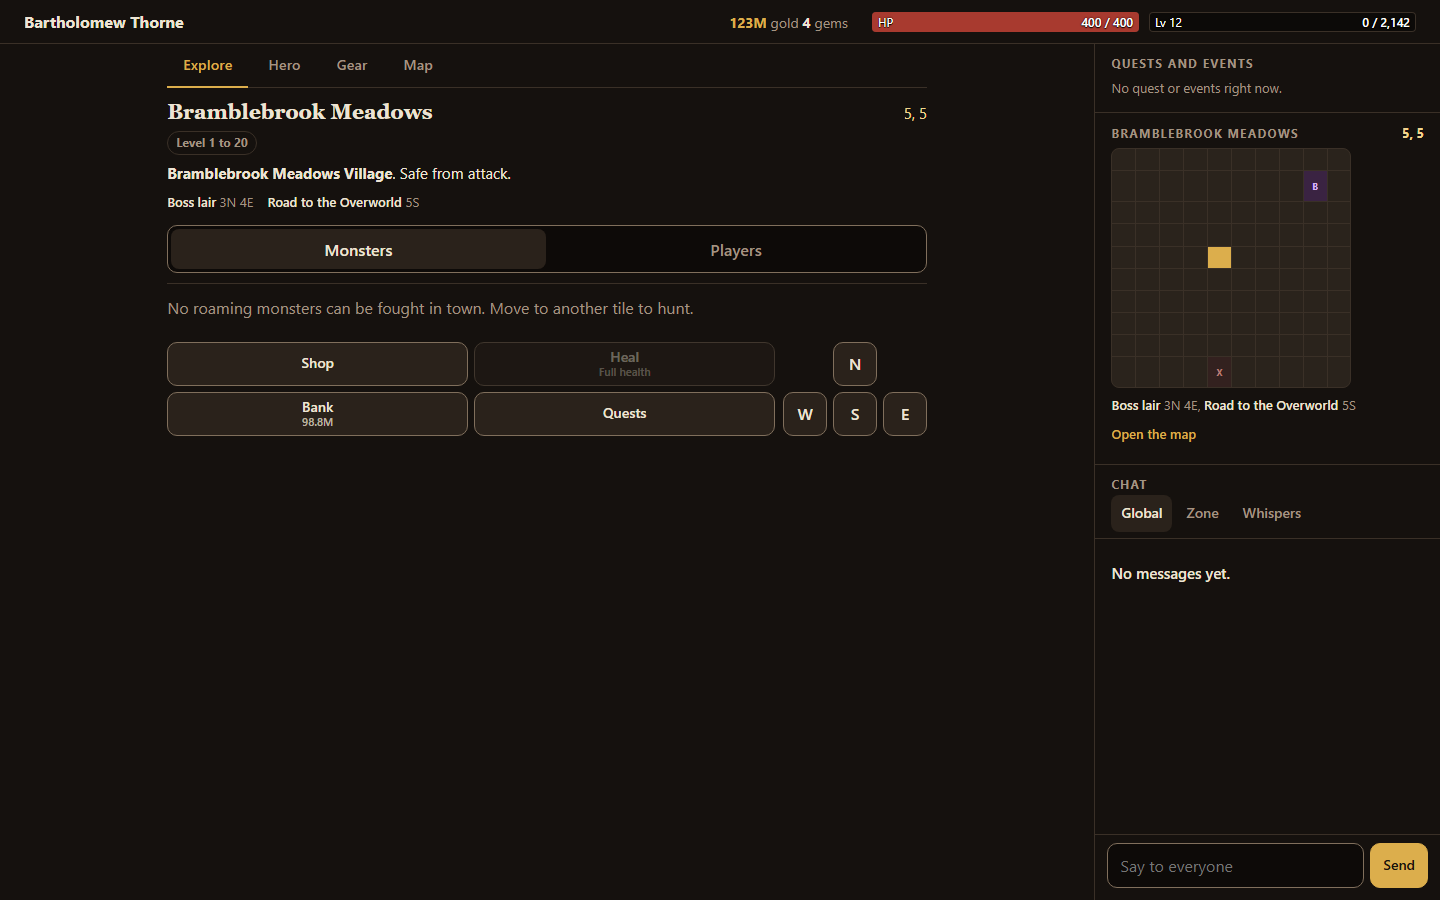 Bartholomew Thorne
123M gold 4 gems
HP 400 / 400
Lv 12 0 / 2,142
Explore Hero Gear Map
Bramblebrook Meadows
5, 5
Level 1 to 20
Bramblebrook Meadows Village. Safe from attack.
Boss lair 3N 4E Road to the Overworld 5S
Monsters Players
No roaming monsters can be fought in town. Move to another tile to hunt.
Shop
Heal
Full health
N
Bank
98.8M
Quests
W S E
QUESTS AND EVENTS
No quest or events right now.
BRAMBLEBROOK MEADOWS 5, 5
B
X
Boss lair 3N 4E, Road to the Overworld 5S
Open the map
CHAT
Global Zone Whispers
No messages yet.
Say to everyone
Send